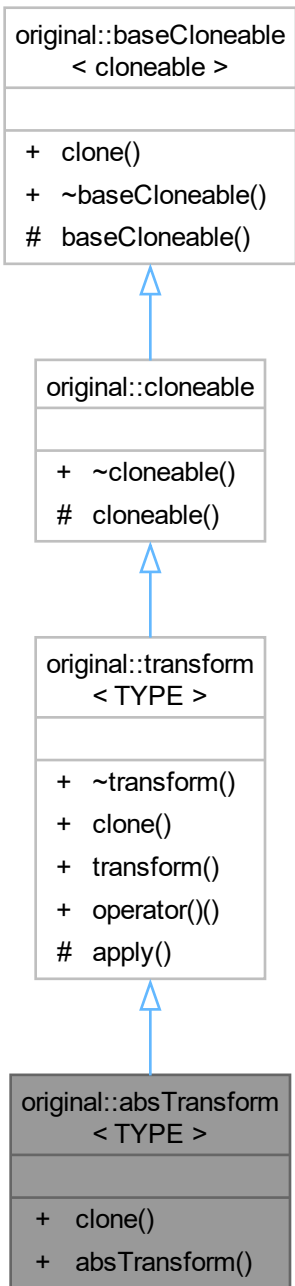 original::baseCloneable
< cloneable >
+ clone()
+ ~baseCloneable()
# baseCloneable()
original::cloneable
+ ~cloneable()
# cloneable()
original::transform
< TYPE >
+ ~transform()
+ clone()
+ transform()
+ operator()()
# apply()
original::absTransform
< TYPE >
+ clone()
+ absTransform()